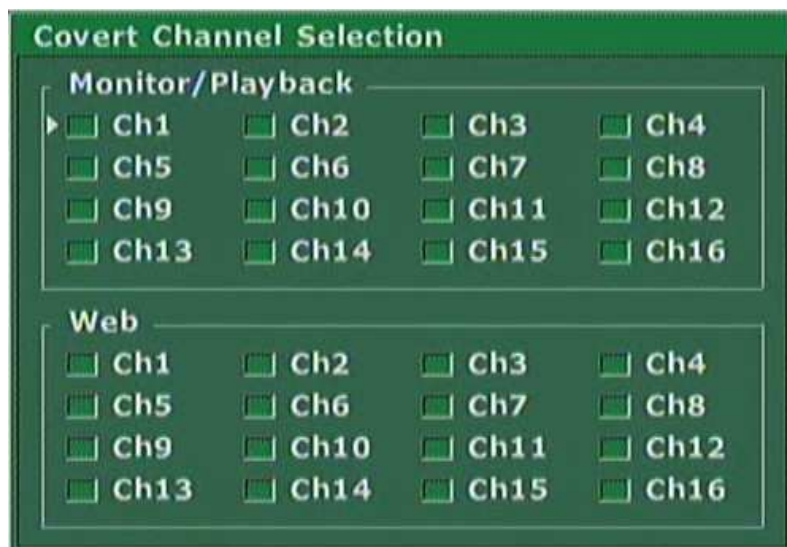 Covert Channel Selection
Monitor/Playback
Ch1 Ch2 Ch3 Ch4
Ch5 Ch6 Ch7 Ch8
Ch9 Ch10 Ch11 Ch12
Ch13 Ch14 Ch15 Ch16
Web
Ch1 Ch2 Ch3 Ch4
Ch5 Ch6 Ch7 Ch8
Ch9 Ch10 Ch11 Ch12
Ch13 Ch14 Ch15 Ch16